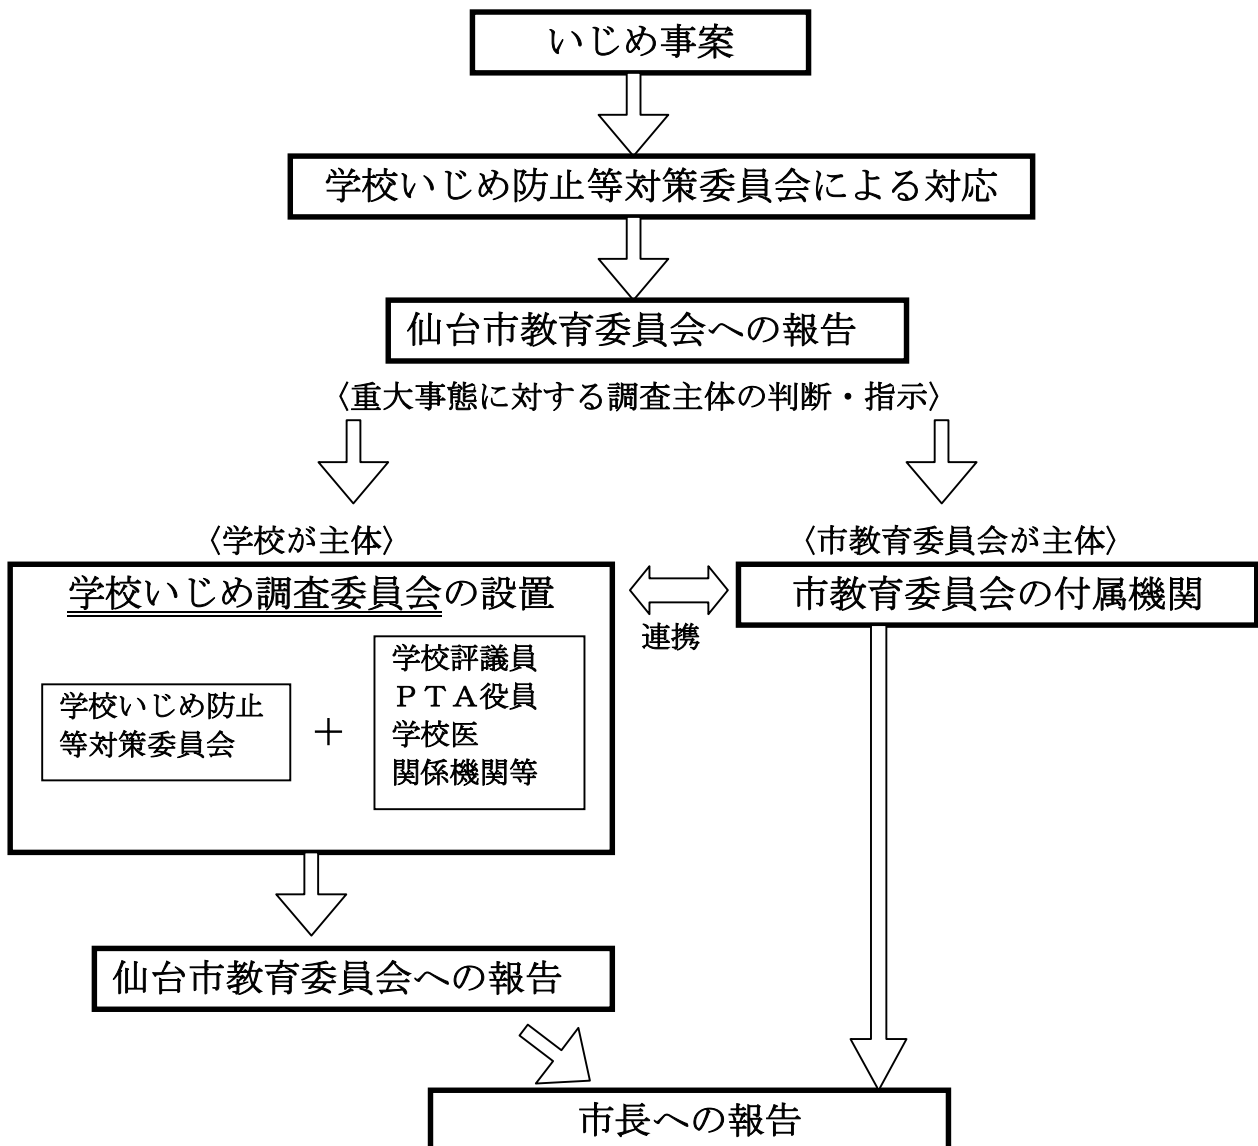 いじめ事案
学校いじめ防止等対策委員会による対応
仙台市教育委員会への報告
〈重大事態に対する調査主体の判断・指示〉
〈学校が主体〉
〈市教育委員会が主体〉
学校いじめ調査委員会の設置
市教育委員会の付属機関
連携
学校いじめ防止
等対策委員会
＋
学校評議員
ＰＴＡ役員
学校医
関係機関等
仙台市教育委員会への報告
市長への報告